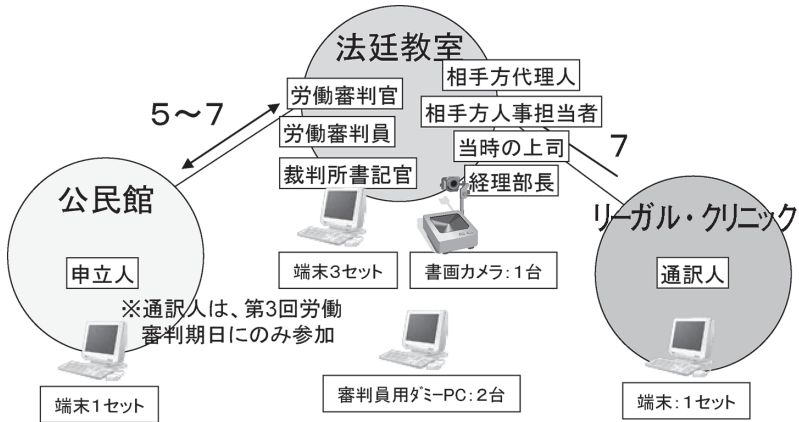 法廷教室
労働審判官
労働審判員
裁判所書記官
相手方代理人
相手方人事担当者
当時の上司
経理部長
5～7
7
公民館
申立人
リーガル・クリニック
通訳人
※通訳人は、第3回労働
審判期日にのみ参加
端末3セット
書画カメラ：1台
端末1セット
審判員用ﾀﾞﾐｰPC：2台
端末：1セット